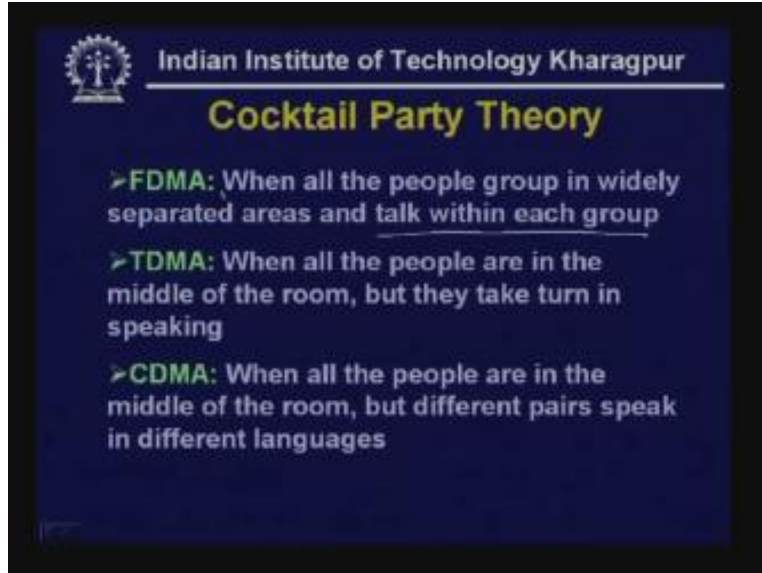 Indian Institute of Technology Kharagpur
Cocktail Party Theory
➢FDMA: When all the people group in widely
separated areas and talk within each group
➢TDMA: When all the people are in the
middle of the room, but they take turn in
speaking
➢CDMA: When all the people are in the
middle of the room, but different pairs speak
in different languages